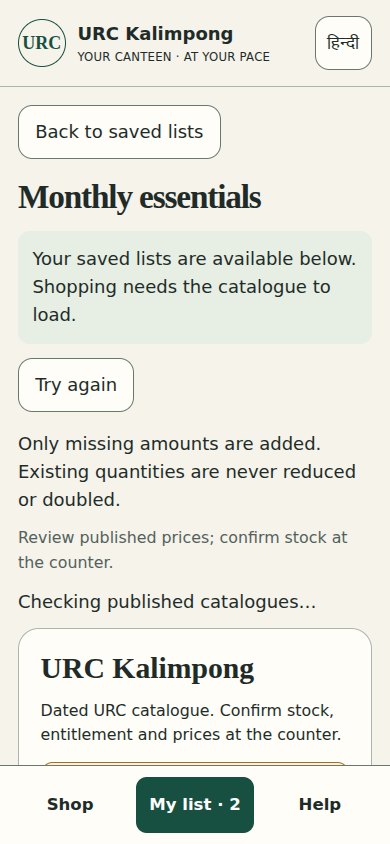 URC
URC Kalimpong
YOUR CANTEEN · AT YOUR PACE
हिन्दी
Back to saved lists
Monthly essentials
Your saved lists are available below.
Shopping needs the catalogue to
load.
Try again
Only missing amounts are added.
Existing quantities are never reduced
or doubled.
Review published prices; confirm stock at
the counter.
Checking published catalogues…
URC Kalimpong
Dated URC catalogue. Confirm stock,
entitlement and prices at the counter.
Shop
My list · 2
Help